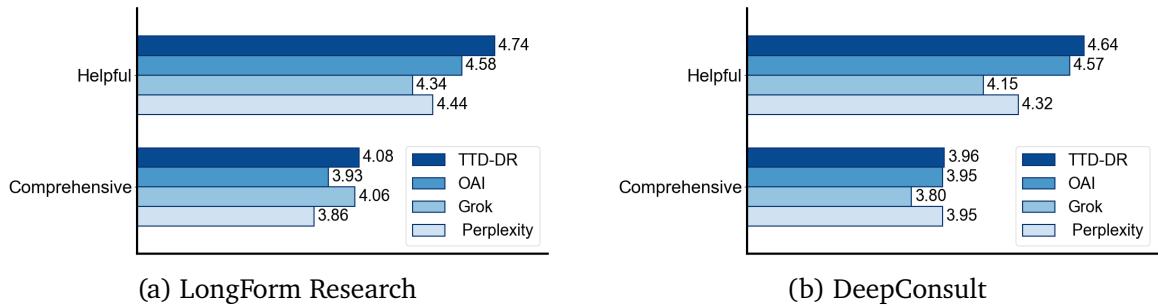 Helpful
4.74
4.58
4.34
4.44
Comprehensive
4.08
3.93
4.06
3.86
TTD-DR
OAI
Grok
Perplexity
(a) LongForm Research
Helpful
4.64
4.57
4.15
4.32
Comprehensive
3.96
3.95
3.80
3.95
TTD-DR
OAI
Grok
Perplexity
(b) DeepConsult